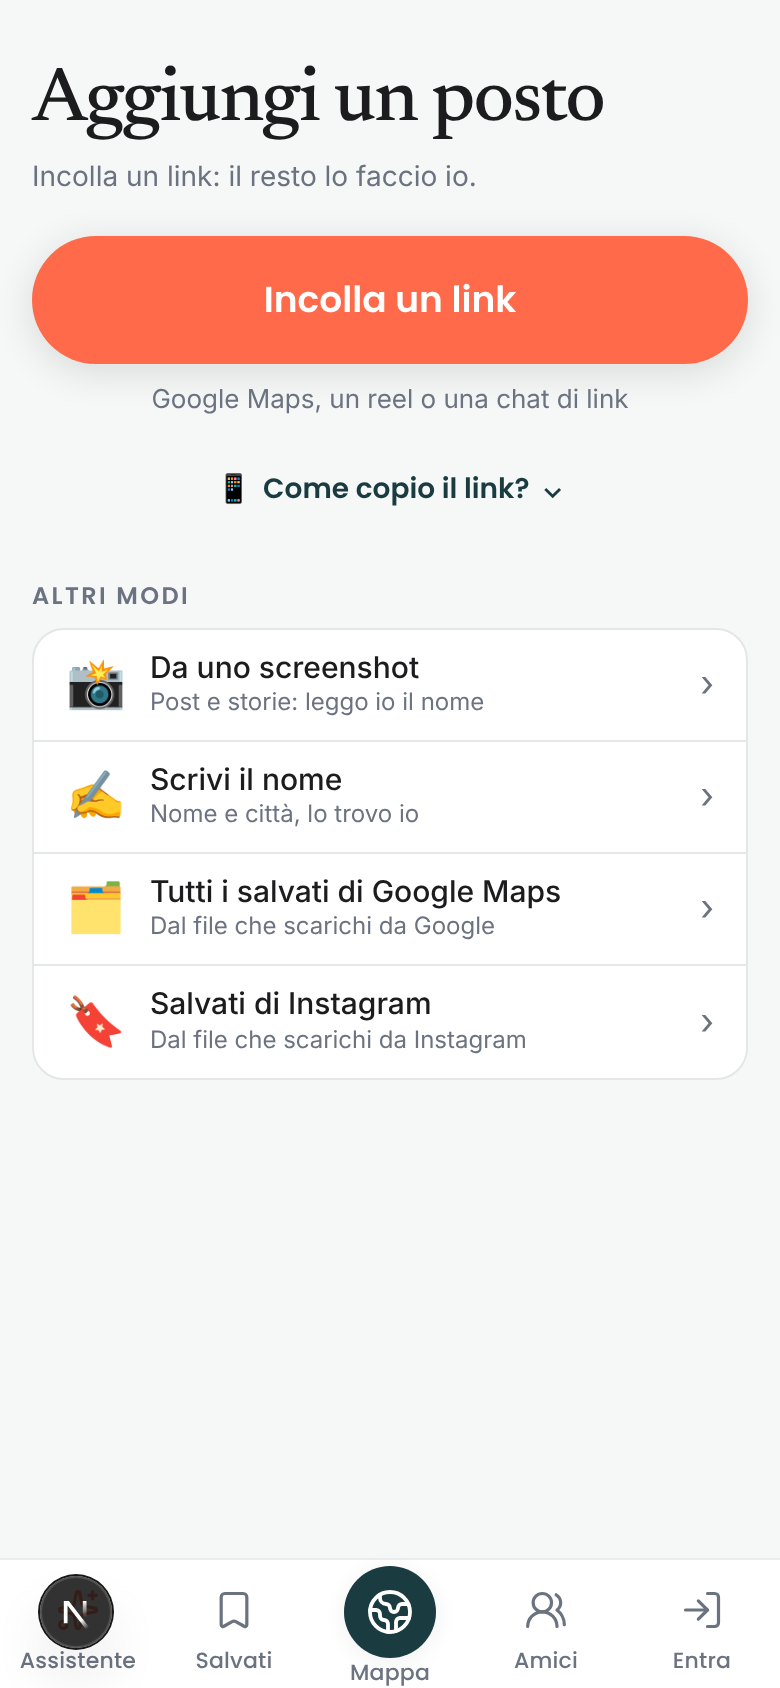 Aggiungi un posto
Incolla un link: il resto lo faccio io.
Incolla un link
Google Maps, un reel o una chat di link
Come copio il link?
ALTRI MODI
Da uno screenshot
Post e storie: leggo io il nome
Scrivi il nome
Nome e città, lo trovo io
Tutti i salvati di Google Maps
Dal file che scarichi da Google
Salvati di Instagram
Dal file che scarichi da Instagram
N
Assistente
Salvati
Mappa
Amici
Entra